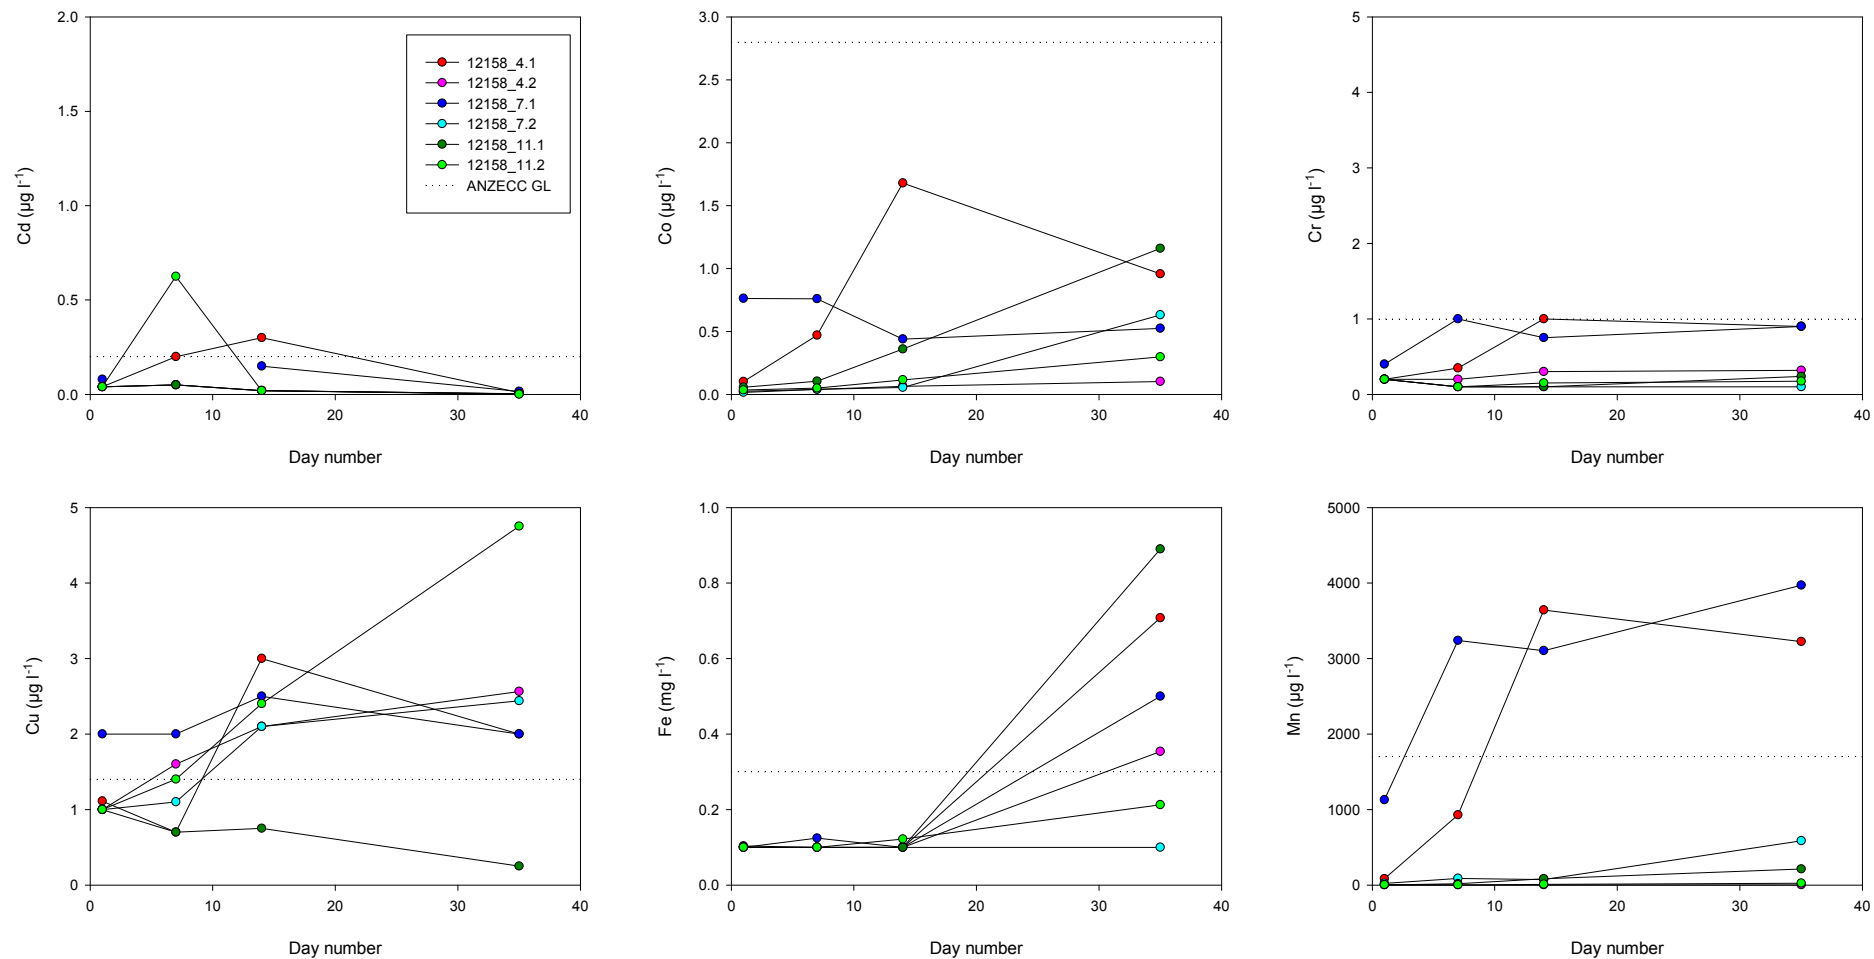 2.0
1.5
1.0
0.5
0.0
Cd (µg l-1)
0 10 20 30 40
Day number
12158_4.1
12158_4.2
12158_7.1
12158_7.2
12158_11.1
12158_11.2
ANZECC GL
3.0
2.5
2.0
1.5
1.0
0.5
0.0
Co (µg l-1)
0 10 20 30 40
Day number
5
4
3
2
1
0
Cr (µg l-1)
0 10 20 30 40
Day number
5
4
3
2
1
0
Cu (µg l-1)
0 10 20 30 40
Day number
1.0
0.8
0.6
0.4
0.2
0.0
Fe (mg l-1)
0 10 20 30 40
Day number
5000
4000
3000
2000
1000
0
Mn (µg l-1)
0 10 20 30 40
Day number